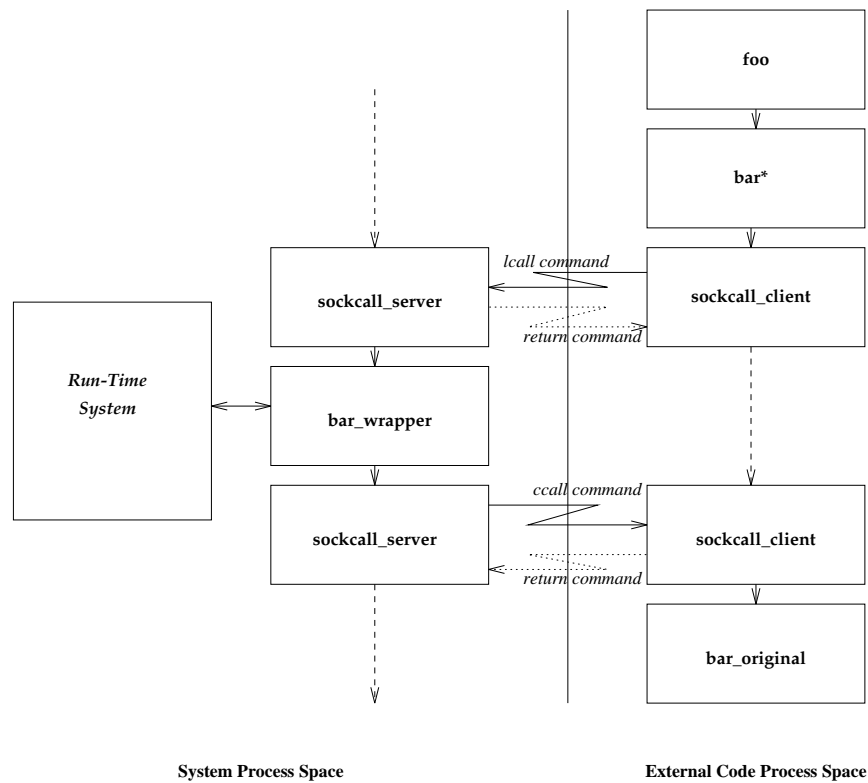 foo
bar*
lcall command
sockcall_server
sockcall_client
return command
Run-Time
System
bar_wrapper
ccall command
sockcall_server
sockcall_client
return command
bar_original
System Process Space
External Code Process Space